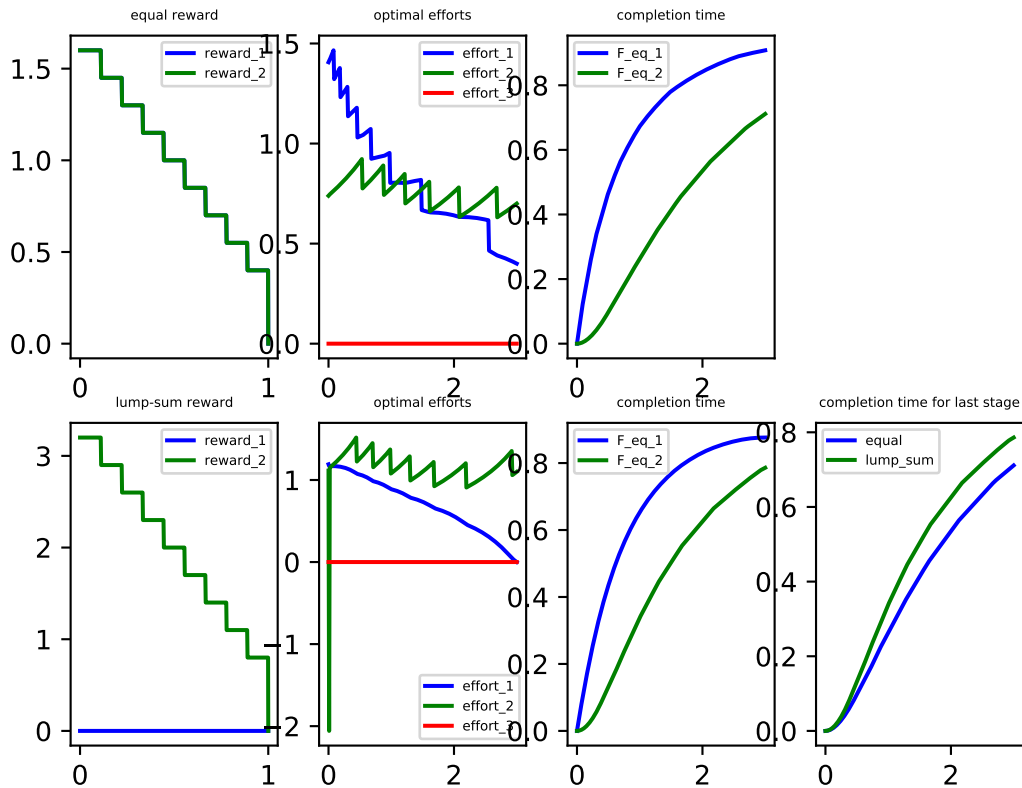 equal reward
optimal efforts
completion time
reward_1
reward_2
0.0
0.5
1.0
1.5
0
1
effort_1
effort_2
effort_3
0.0
0.5
1.0
1.5
0
2
F_eq_1
F_eq_2
0.0
0.2
0.4
0.6
0.8
0
2
lump-sum reward
optimal efforts
completion time
completion time for last stage
reward_1
reward_2
0
1
2
3
0
1
effort_1
effort_2
effort_3
−2
−1
0
1
0
2
F_eq_1
F_eq_2
0.0
0.2
0.4
0.6
0.8
0
2
equal
lump_sum
0.0
0.2
0.4
0.6
0.8
0
2